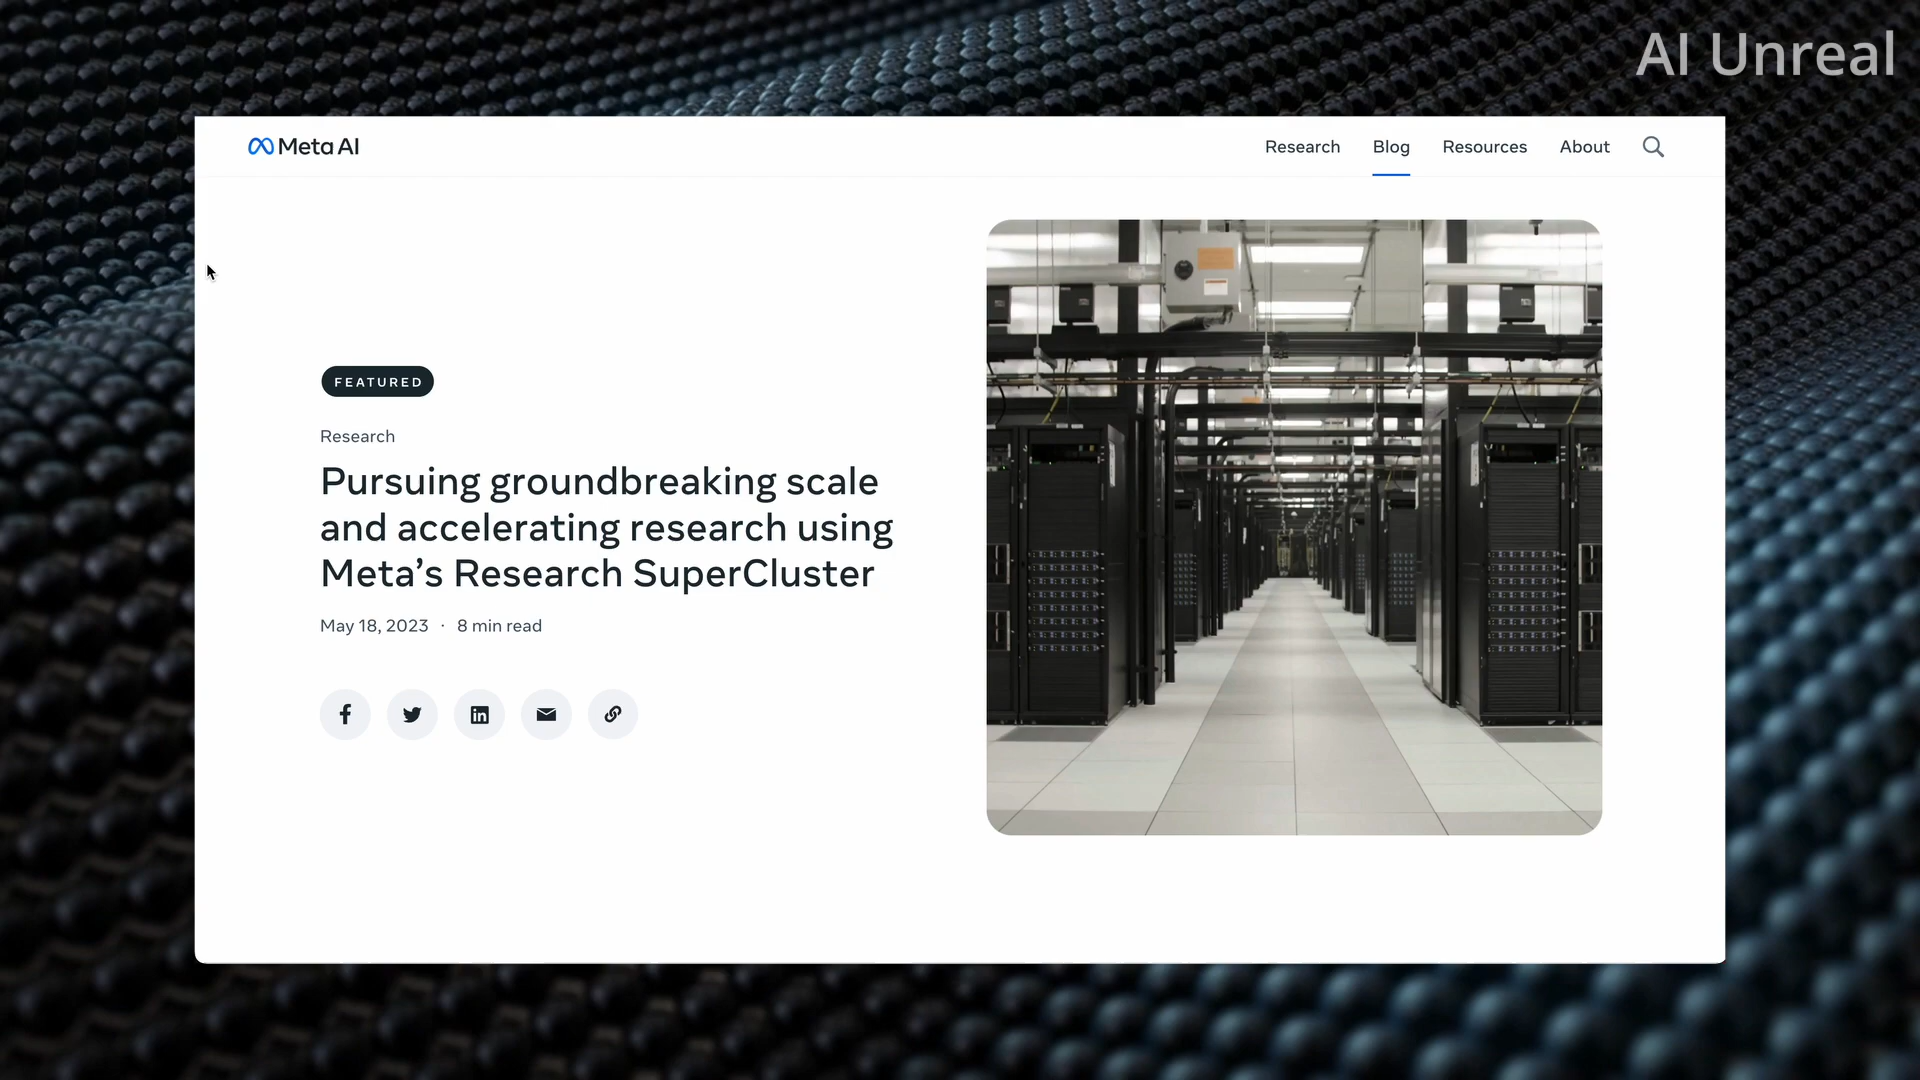 AI Unreal
Meta AI
Research
Blog
Resources
About
FEATURED
Research
Pursuing groundbreaking scale
and accelerating research using
Meta’s Research SuperCluster
May 18, 2023 · 8 min read